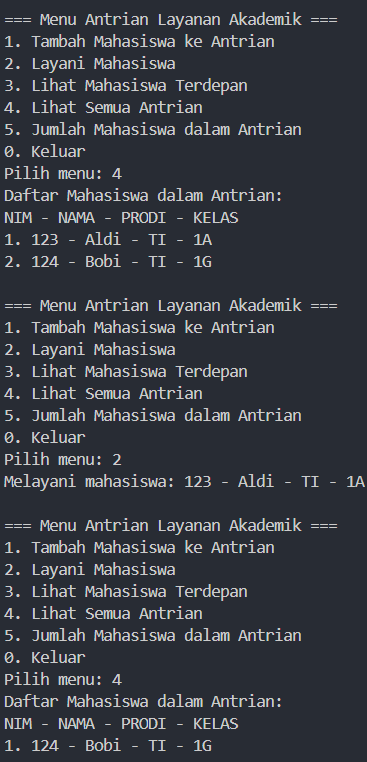 === Menu Antrian Layanan Akademik ===
1. Tambah Mahasiswa ke Antrian
2. Layani Mahasiswa
3. Lihat Mahasiswa Terdepan
4. Lihat Semua Antrian
5. Jumlah Mahasiswa dalam Antrian
0. Keluar
Pilih menu: 4
Daftar Mahasiswa dalam Antrian:
NIM - NAMA - PRODI - KELAS
1. 123 - Aldi - TI - 1A
2. 124 - Bobi - TI - 1G

=== Menu Antrian Layanan Akademik ===
1. Tambah Mahasiswa ke Antrian
2. Layani Mahasiswa
3. Lihat Mahasiswa Terdepan
4. Lihat Semua Antrian
5. Jumlah Mahasiswa dalam Antrian
0. Keluar
Pilih menu: 2
Melayani mahasiswa: 123 - Aldi - TI - 1A

=== Menu Antrian Layanan Akademik ===
1. Tambah Mahasiswa ke Antrian
2. Layani Mahasiswa
3. Lihat Mahasiswa Terdepan
4. Lihat Semua Antrian
5. Jumlah Mahasiswa dalam Antrian
0. Keluar
Pilih menu: 4
Daftar Mahasiswa dalam Antrian:
NIM - NAMA - PRODI - KELAS
1. 124 - Bobi - TI - 1G